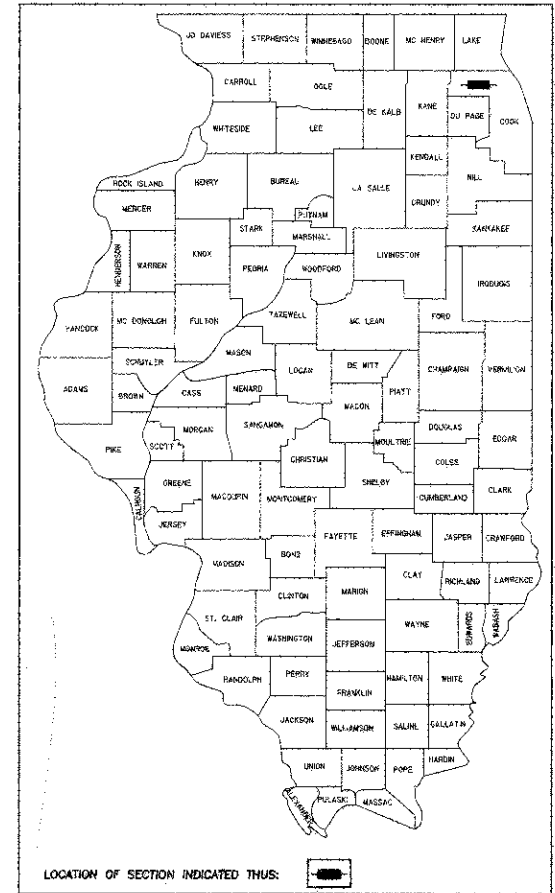 JO DAVIESS STEPHENSON WINNEBAGO BOONE MC HENRY LAKE
CARROLL OGLE DE KALB KANE DU PAGE COOK
WHITESIDE LEE KENDALL WILL
ROCK ISLAND HENRY BUREAU LA SALLE GRUNDY
MERCER STARK PUTNAM KANKAKEE
HENDERSON WARREN KNOX PEORIA MARSHALL LIVINGSTON
WOODFORD IROQUOIS
HANCOCK MC DONOUGH FULTON TAZEWELL MC LEAN FORD
SCHUYLER MASON LOGAN DE WITT CHAMPAIGN VERMILION
ADAMS BROWN CASS MENARD MACON PIATT
MORGAN SANGAMON DOUGLAS EDGAR
PIKE SCOTT CHRISTIAN MOULTRIE COLES
GREENE MACOUPIN MONTGOMERY SHELBY CUMBERLAND CLARK
CALHOUN JERSEY FAYETTE EFFINGHAM JASPER CRAWFORD
MADISON BOND CLAY RICHLAND LAWRENCE
CLINTON MARION
ST. CLAIR WAYNE EDWARDS WABASH
MONROE WASHINGTON JEFFERSON
RANDOLPH PERRY HAMILTON WHITE
FRANKLIN
JACKSON WILLIAMSON SALINE GALLATIN
UNION JOHNSON POPE HARDIN
ALEXANDER PULASKI MASSAC
LOCATION OF SECTION INDICATED THUS: